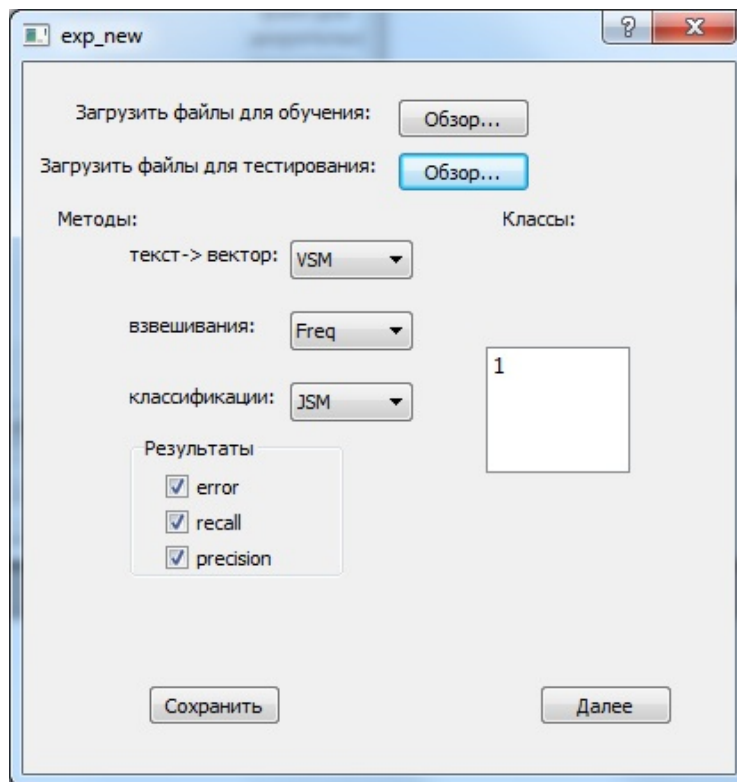 exp_new
Загрузить файлы для обучения: Обзор...
Загрузить файлы для тестирования: Обзор...
Методы: Классы:
текст-> вектор: VSM
взвешивания: Freq
1
классификации: JSM
Результаты
error
recall
precision
Сохранить Далее